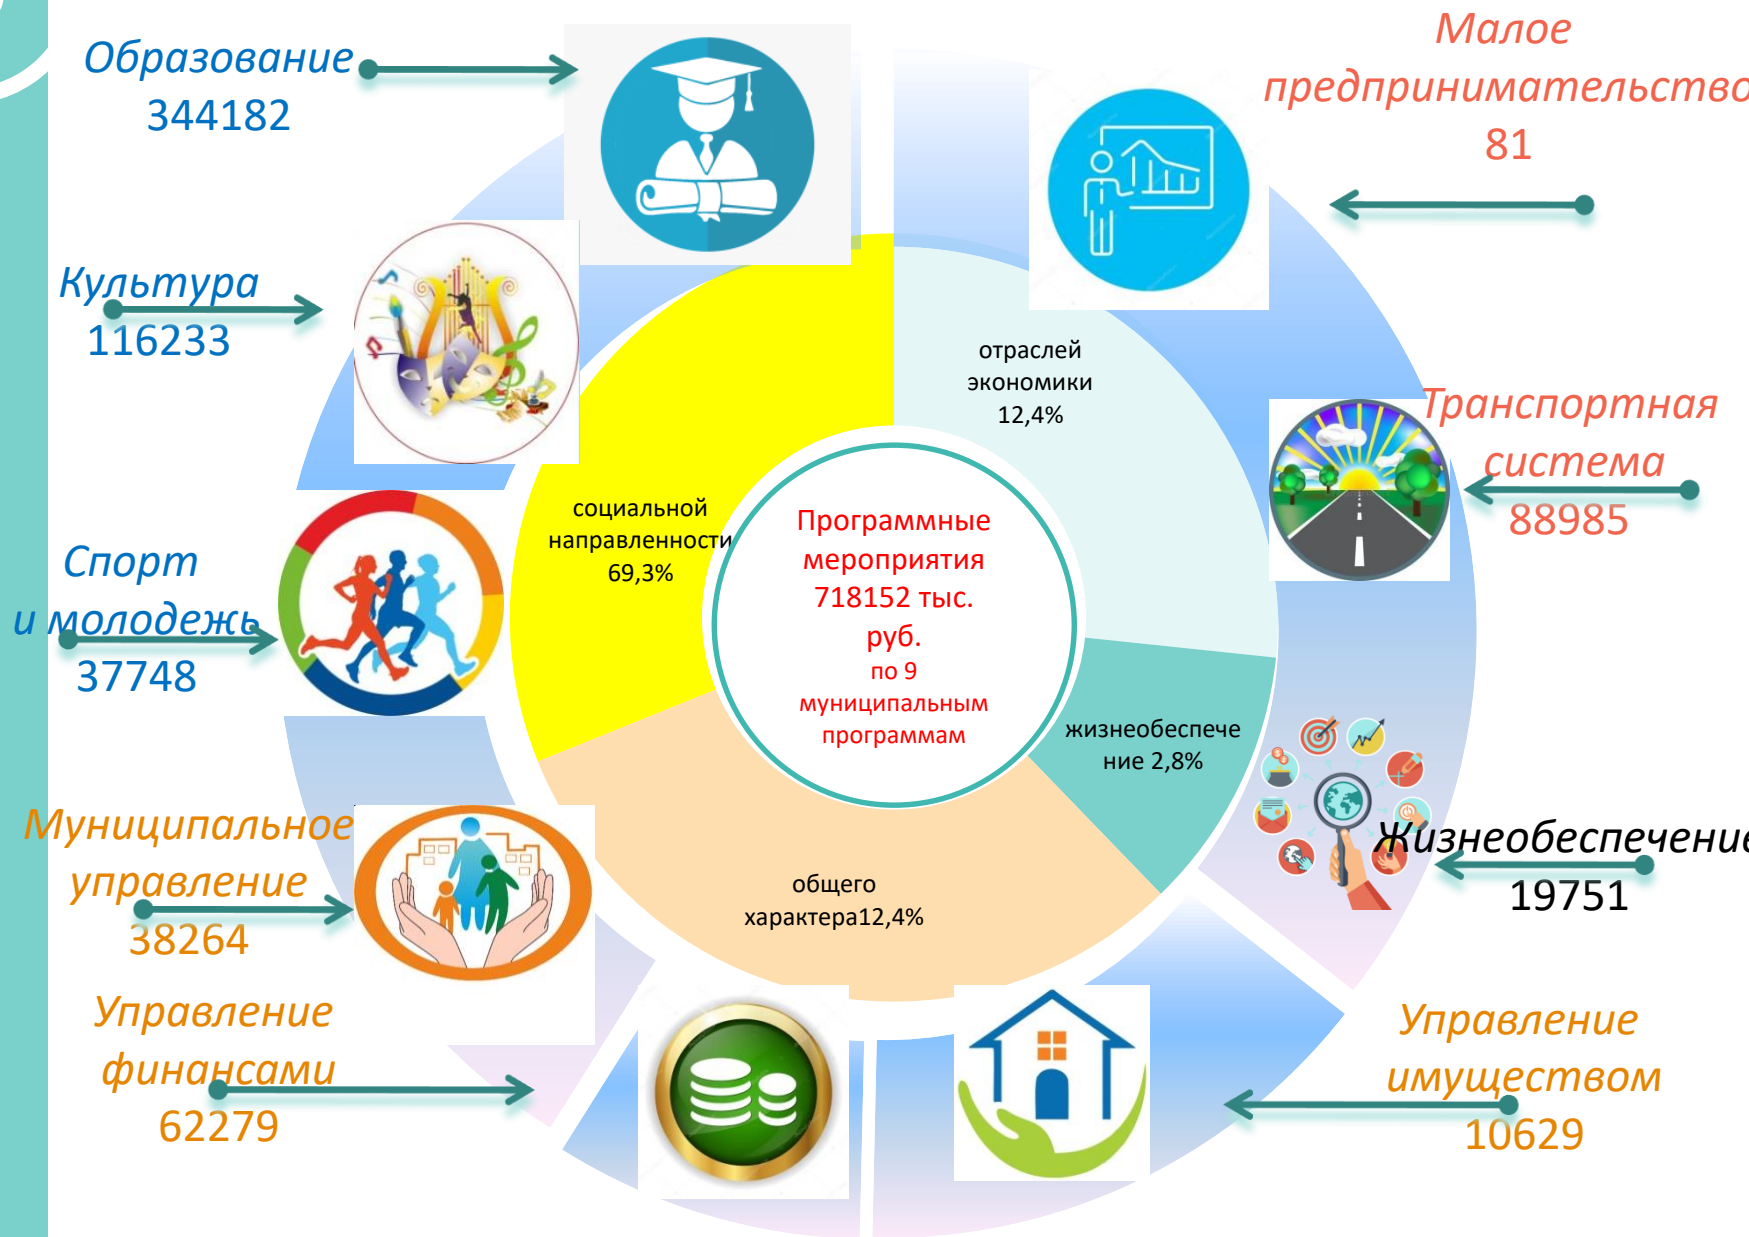 Образование
344182
Культура
116233
Спорт
и молодежь
37748
Муниципальное
управление
38264
Управление
финансами
62279
Малое
предпринимательство
81
Транспортная
система
88985
Жизнеобеспечение
19751
Управление
имуществом
10629
отраслей
экономики
12,4%
социальной
направленности
69,3%
жизнеобеспече
ние 2,8%
общего
характера12,4%
Программные
мероприятия
718152 тыс.
руб.
по 9
муниципальным
программам